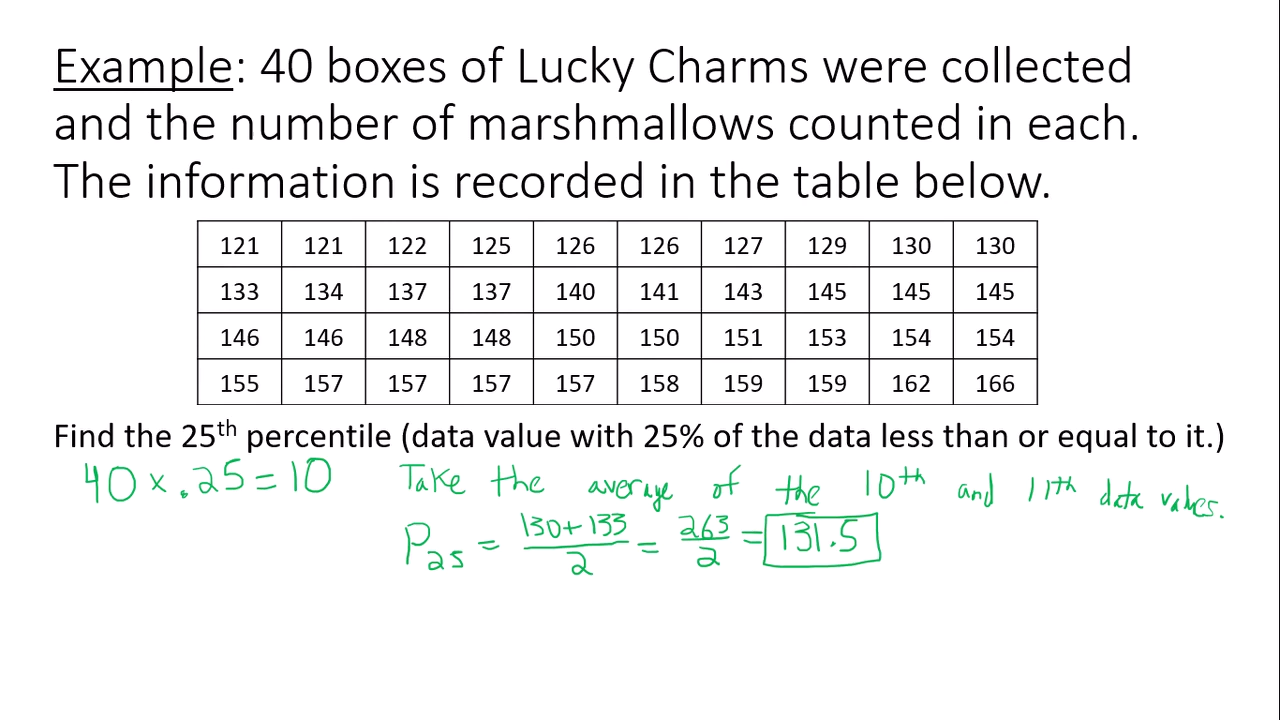 Example: 40 boxes of Lucky Charms were collected
and the number of marshmallows counted in each.
The information is recorded in the table below.
121 121 122 125 126 126 127 129 130 130
133 134 137 137 140 141 143 145 145 145
146 146 148 148 150 150 151 153 154 154
155 157 157 157 157 158 159 159 162 166
Find the 25th percentile (data value with 25% of the data less than or equal to it.)
40 x .25 = 10 Take the average of the 10th and 11th data values.
P25 = 130+133/2 = 263/2 = 131.5